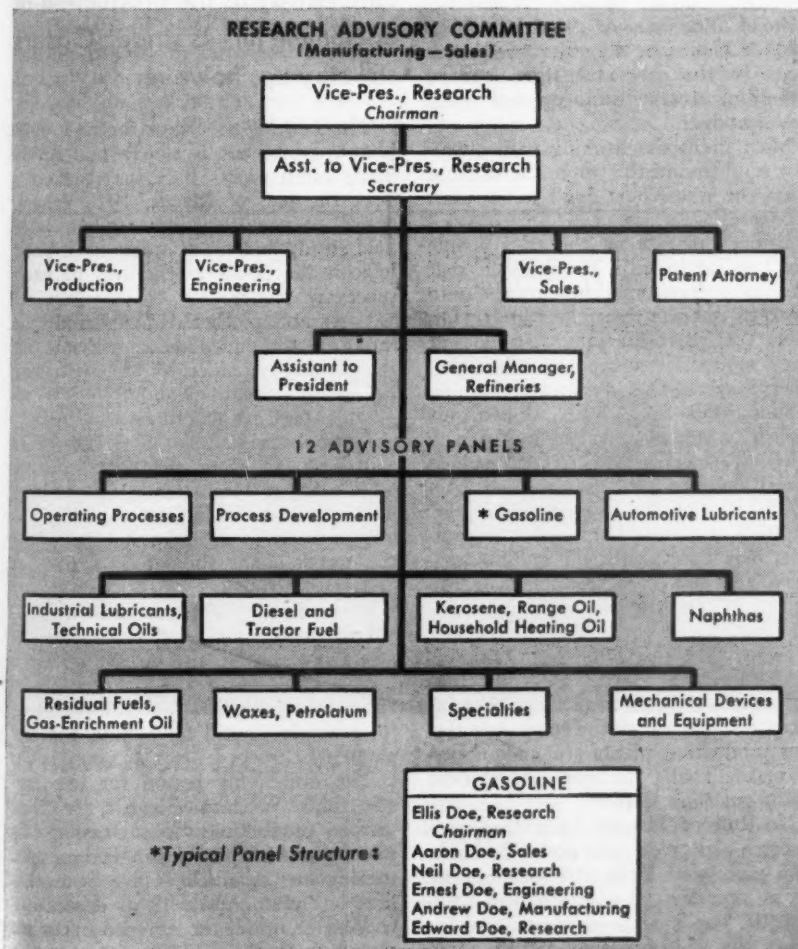 RESEARCH ADVISORY COMMITTEE
(Manufacturing—Sales)
Vice-Pres., Research
Chairman
Asst. to Vice-Pres., Research
Secretary
Vice-Pres.,
Production
Vice-Pres.,
Engineering
Vice-Pres.,
Sales
Patent Attorney
Assistant to
President
General Manager,
Refineries
12 ADVISORY PANELS
Operating Processes
Process Development
* Gasoline
Automotive Lubricants
Industrial Lubricants,
Technical Oils
Diesel and
Tractor Fuel
Kerosene, Range Oil,
Household Heating Oil
Naphthas
Residual Fuels,
Gas-Enrichment Oil
Waxes, Petrolatum
Specialties
Mechanical Devices
and Equipment
*Typical Panel Structure:
GASOLINE
Ellis Doe, Research
Chairman
Aaron Doe, Sales
Neil Doe, Research
Ernest Doe, Engineering
Andrew Doe, Manufacturing
Edward Doe, Research